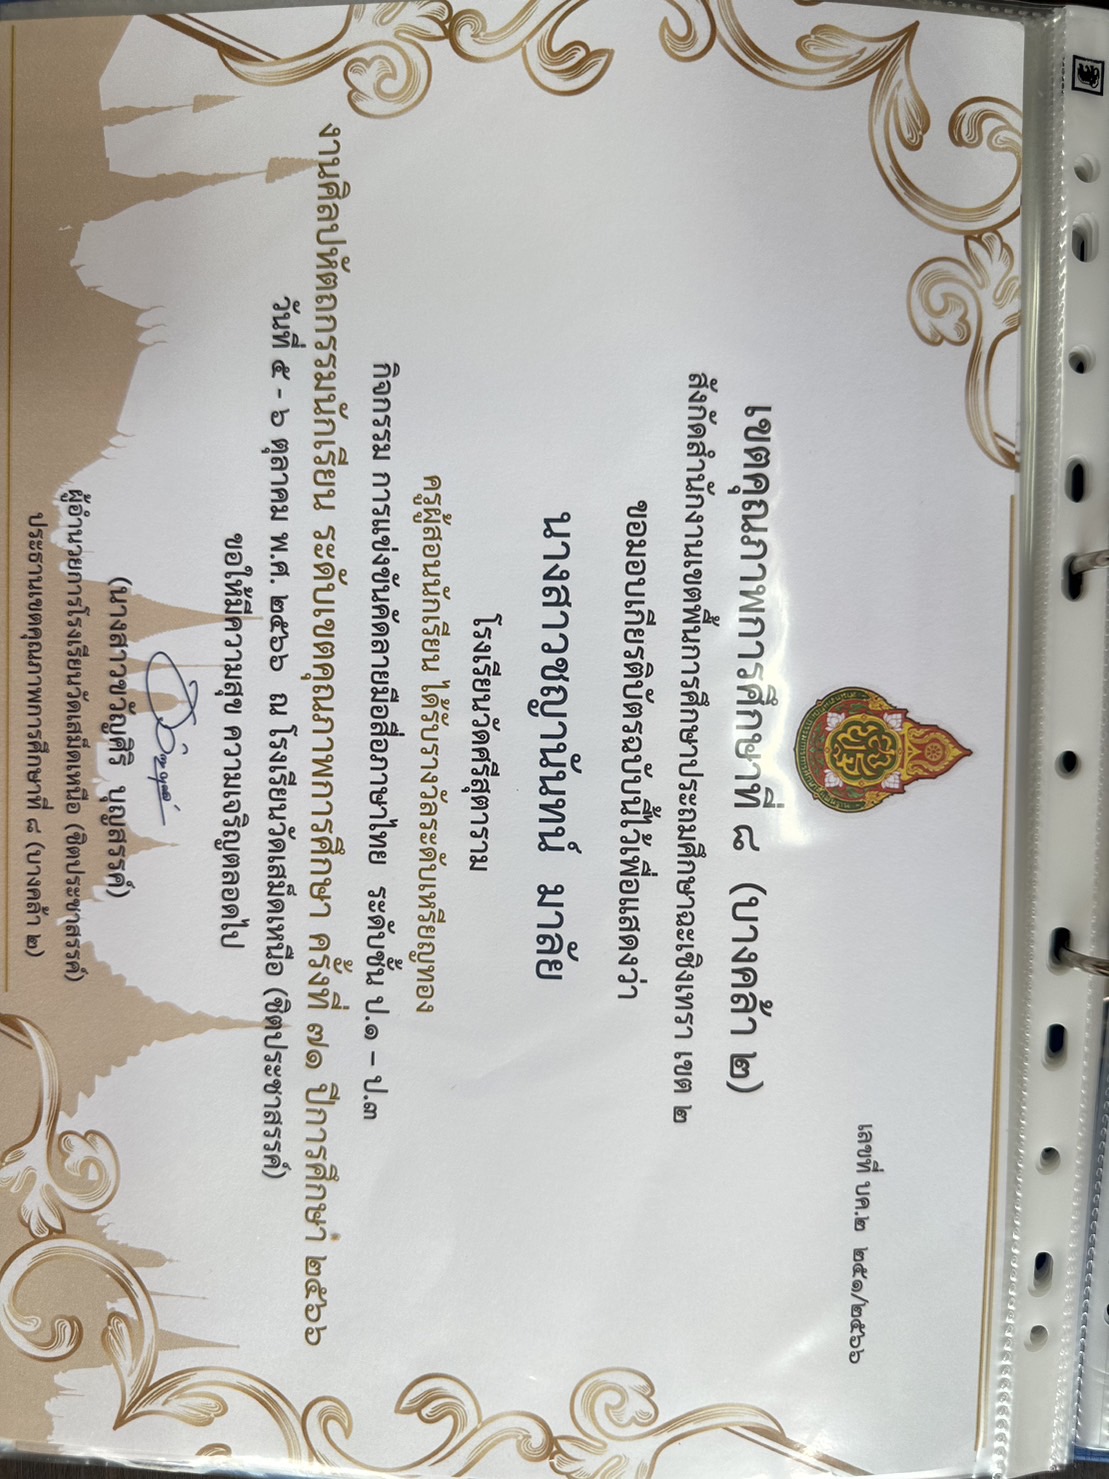 เลขที่ บค.๒ ๒๕๑/๒๕๖๖
เขตคุณภาพการศึกษาที่ ๘ (บางคล้า ๒)
สังกัดสำนักงานเขตพื้นการศึกษาประถมศึกษาฉะเชิงเทรา เขต ๒
ขอมอบเกียรติบัตรฉบับนี้ไว้เพื่อแสดงว่า
นางสาวชญานันทน์ มาลัย
โรงเรียนวัดศรีสุตาราม
ครูผู้สอนนักเรียน ได้รับรางวัลระดับเหรียญทอง
กิจกรรม การแข่งขันคัดลายมือสื่อภาษาไทย ระดับชั้น ป.๑ – ป.๓
งานศิลปหัตถกรรมนักเรียน ระดับเขตคุณภาพการศึกษา ครั้งที่ ๗๑ ปีการศึกษา ๒๕๖๖
วันที่ ๕ - ๖ ตุลาคม พ.ศ. ๒๕๖๖ ณ โรงเรียนวัดเสม็ดเหนือ (ชิตประชาสรรค์)
ขอให้มีความสุข ความเจริญตลอดไป
(นางสาวขวัญศิริ บุญสรรค์)
ผู้อำนวยการโรงเรียนวัดเสม็ดเหนือ (ชิตประชาสรรค์)
ประธานเขตคุณภาพการศึกษาที่ ๘ (บางคล้า ๒)